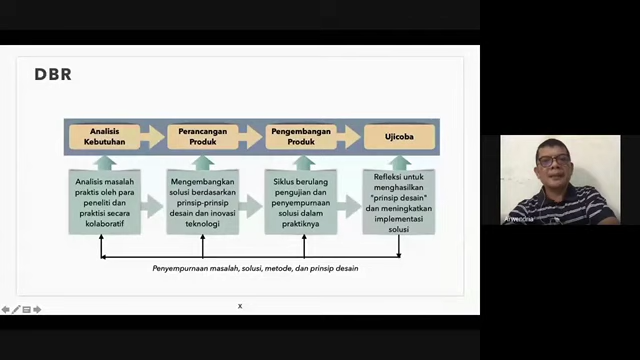 DBR
Analisis
Kebutuhan
Perancangan
Produk
Pengembangan
Produk
Ujicoba
Analisis masalah
praktis oleh para
peneliti dan
praktisi secara
kolaboratif
Mengembangkan
solusi berdasarkan
prinsip-prinsip
desain dan inovasi
teknologi
Siklus berulang
pengujian dan
penyempurnaan
solusi dalam
praktiknya
Refleksi untuk
menghasilkan
"prinsip desain"
dan meningkatkan
implementasi
solusi
Penyempurnaan masalah, solusi, metode, dan prinsip desain
x